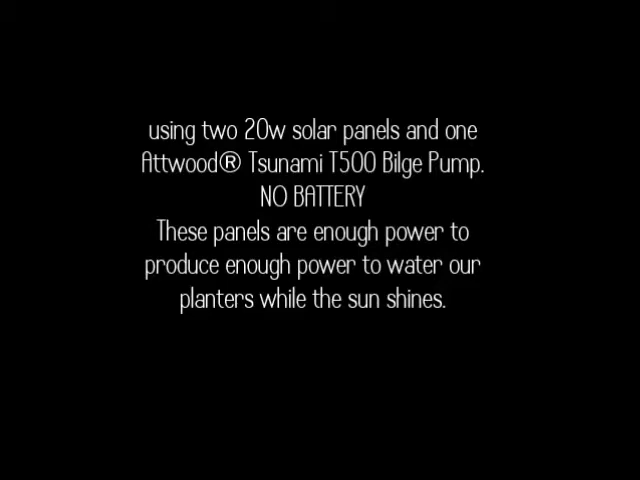 using two 20w solar panels and one
Attwood® Tsunami T500 Bilge Pump.
NO BATTERY
These panels are enough power to
produce enough power to water our
planters while the sun shines.